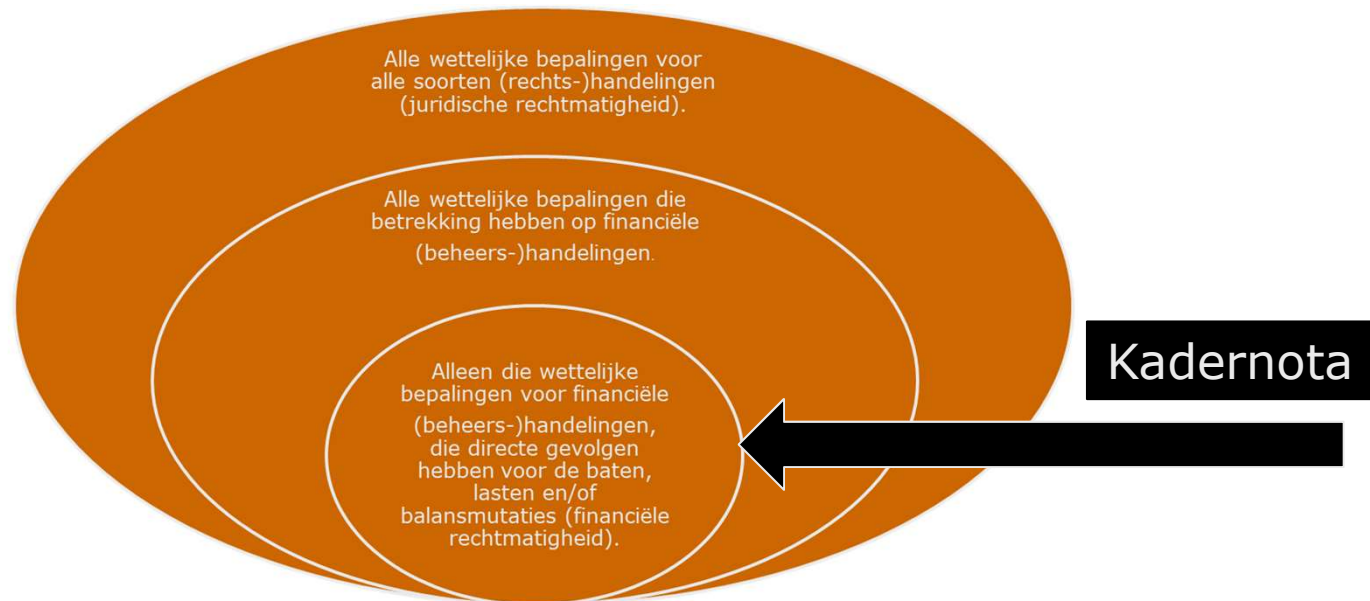 Alle wettelijke bepalingen voor
alle soorten (rechts-)handelingen
(juridische rechtmatigheid).
Alle wettelijke bepalingen die
betrekking hebben op financiële
(beheers-)handelingen.
Kadernota
Alleen die wettelijke
bepalingen voor financiële
(beheers-)handelingen,
die directe gevolgen
hebben voor de baten,
lasten en/of
balansmutaties (financiële
rechtmatigheid).